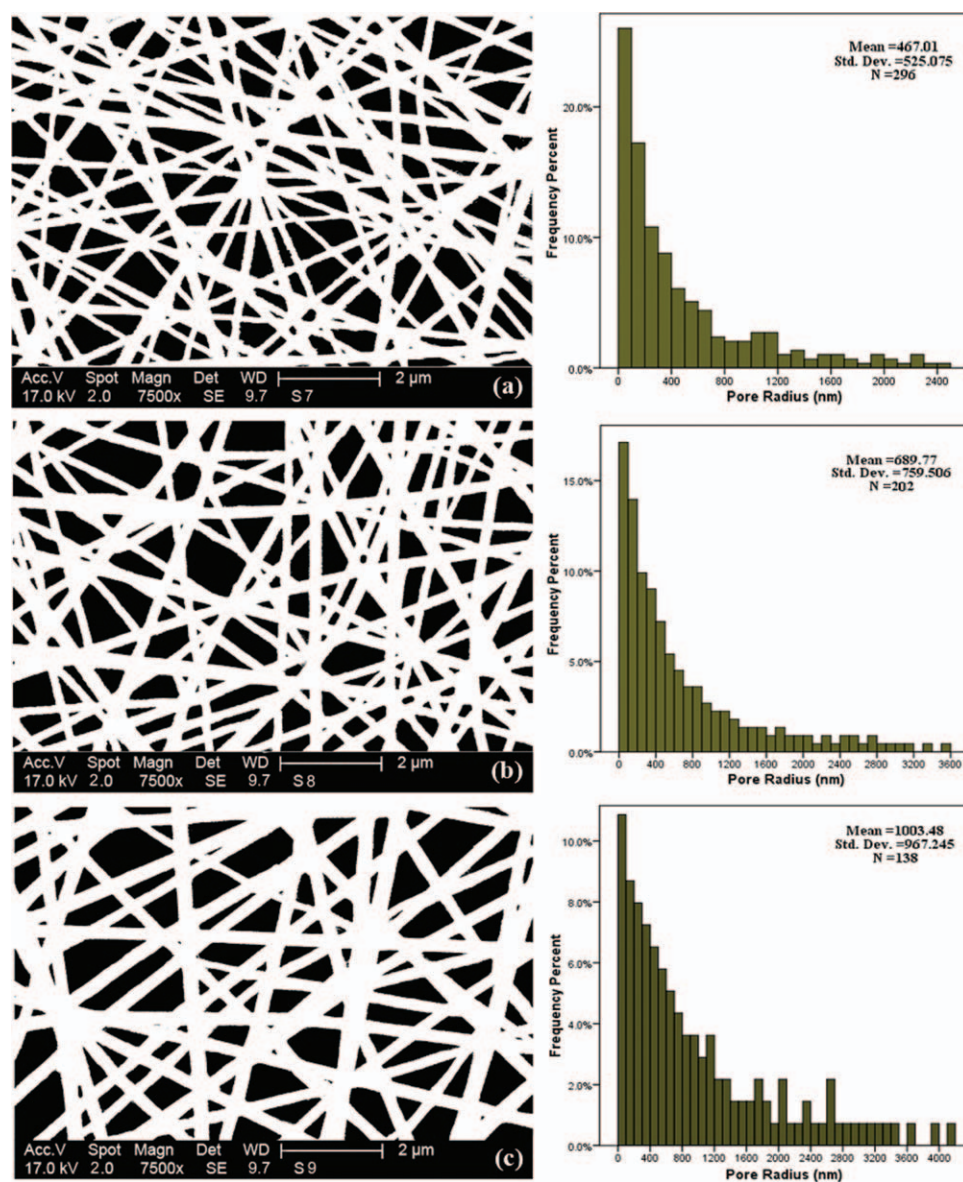 Acc.V Spot Magn Det WD 2 µm
17.0 kV 2.0 7500x SE 9.7 S 7
(a)
Mean =467.01
Std. Dev. =525.075
N =296
Frequency Percent
20.0%
10.0%
0.0%
0 400 800 1200 1600 2000 2400
Pore Radius (nm)
Acc.V Spot Magn Det WD 2 µm
17.0 kV 2.0 7500x SE 9.7 S 8
(b)
Mean =689.77
Std. Dev. =759.506
N =202
Frequency Percent
15.0%
10.0%
5.0%
0.0%
0 400 800 1200 1600 2000 2400 2800 3200 3600
Pore Radius (nm)
Acc.V Spot Magn Det WD 2 µm
17.0 kV 2.0 7500x SE 9.7 S 9
(c)
Mean =1003.48
Std. Dev. =967.245
N =138
Frequency Percent
10.0%
8.0%
6.0%
4.0%
2.0%
0.0%
0 400 800 1200 1600 2000 2400 2800 3200 3600 4000
Pore Radius (nm)